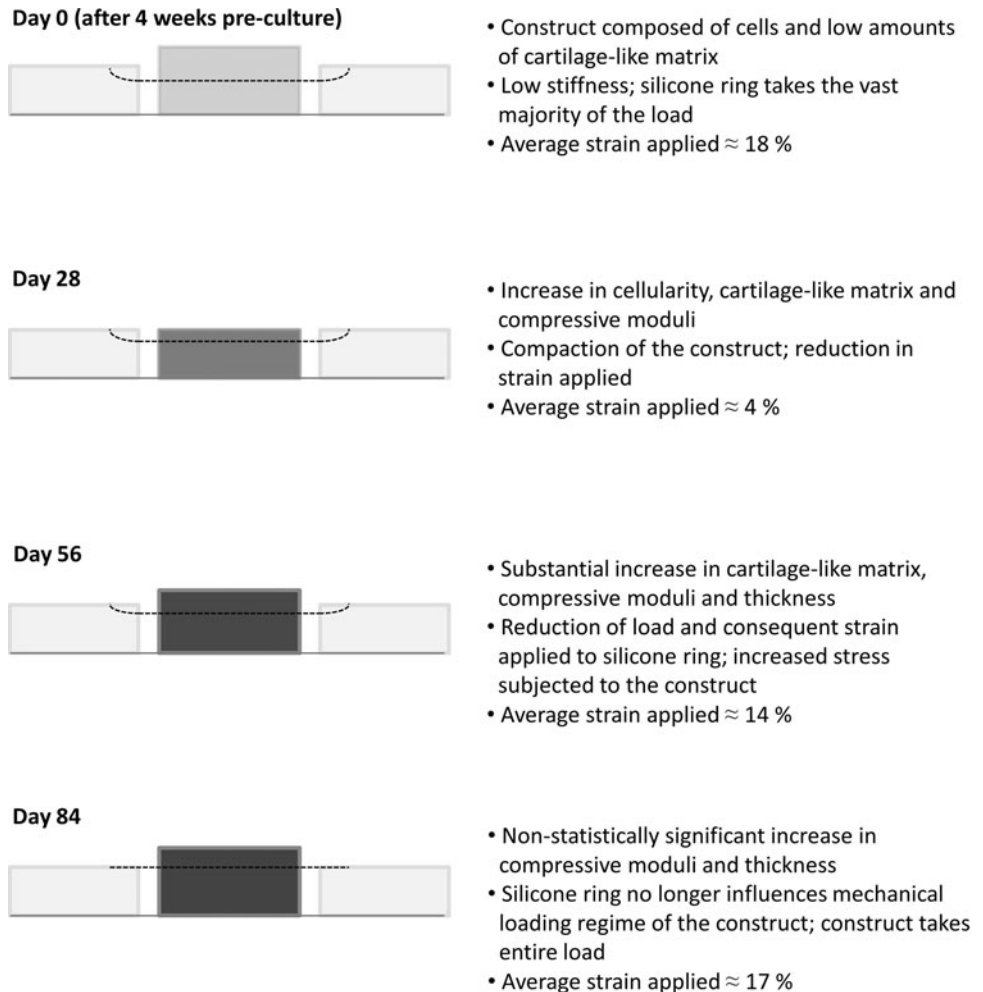 Day 0 (after 4 weeks pre-culture)
• Construct composed of cells and low amounts
of cartilage-like matrix
• Low stiffness; silicone ring takes the vast
majority of the load
• Average strain applied ≈ 18 %
Day 28
• Increase in cellularity, cartilage-like matrix and
compressive moduli
• Compaction of the construct; reduction in
strain applied
• Average strain applied ≈ 4 %
Day 56
• Substantial increase in cartilage-like matrix,
compressive moduli and thickness
• Reduction of load and consequent strain
applied to silicone ring; increased stress
subjected to the construct
• Average strain applied ≈ 14 %
Day 84
• Non-statistically significant increase in
compressive moduli and thickness
• Silicone ring no longer influences mechanical
loading regime of the construct; construct takes
entire load
• Average strain applied ≈ 17 %